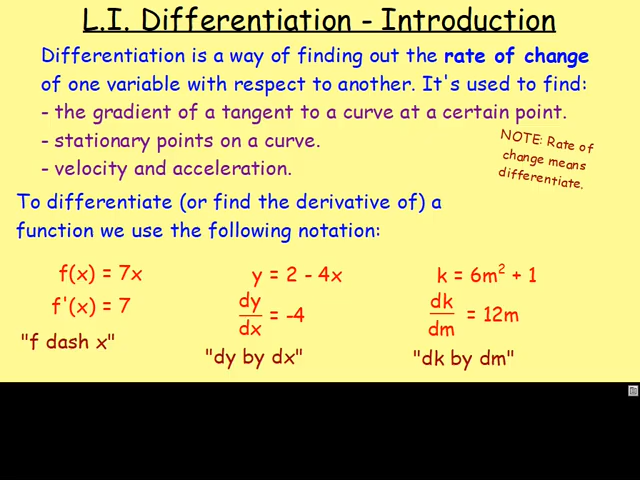 L.I. Differentiation - Introduction
Differentiation is a way of finding out the rate of change
of one variable with respect to another. It's used to find:
- the gradient of a tangent to a curve at a certain point.
- stationary points on a curve.
- velocity and acceleration.
NOTE: Rate of
change means
differentiate.
To differentiate (or find the derivative of) a
function we use the following notation:
f(x) = 7x
f'(x) = 7
"f dash x"
y = 2 - 4x
dy/dx = -4
"dy by dx"
k = 6m² + 1
dk/dm = 12m
"dk by dm"